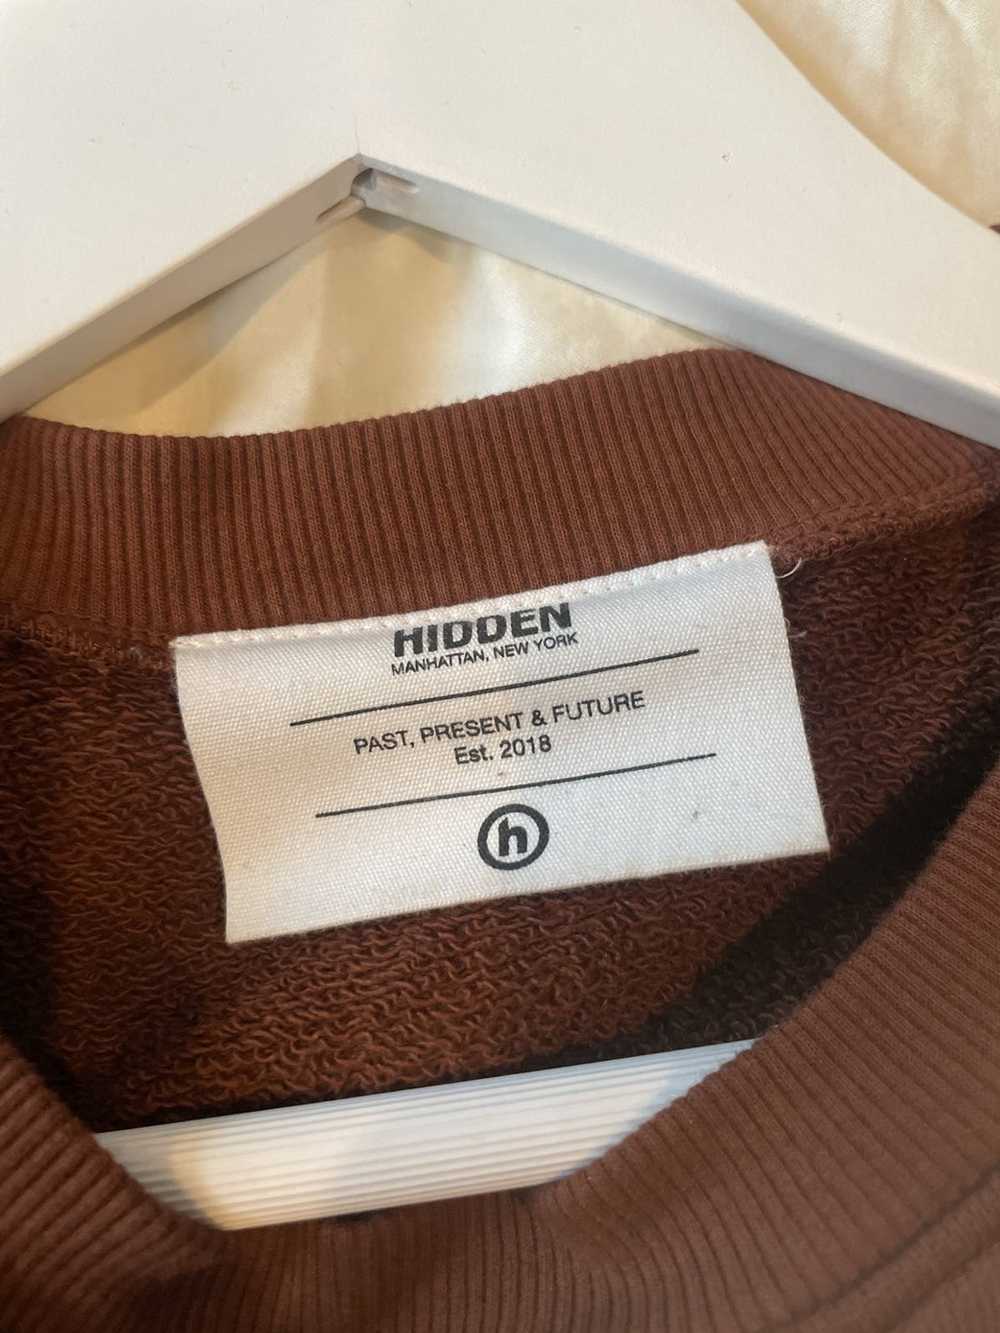 HIDDEN
MANHATTAN, NEW YORK
PAST, PRESENT & FUTURE
Est. 2018
h